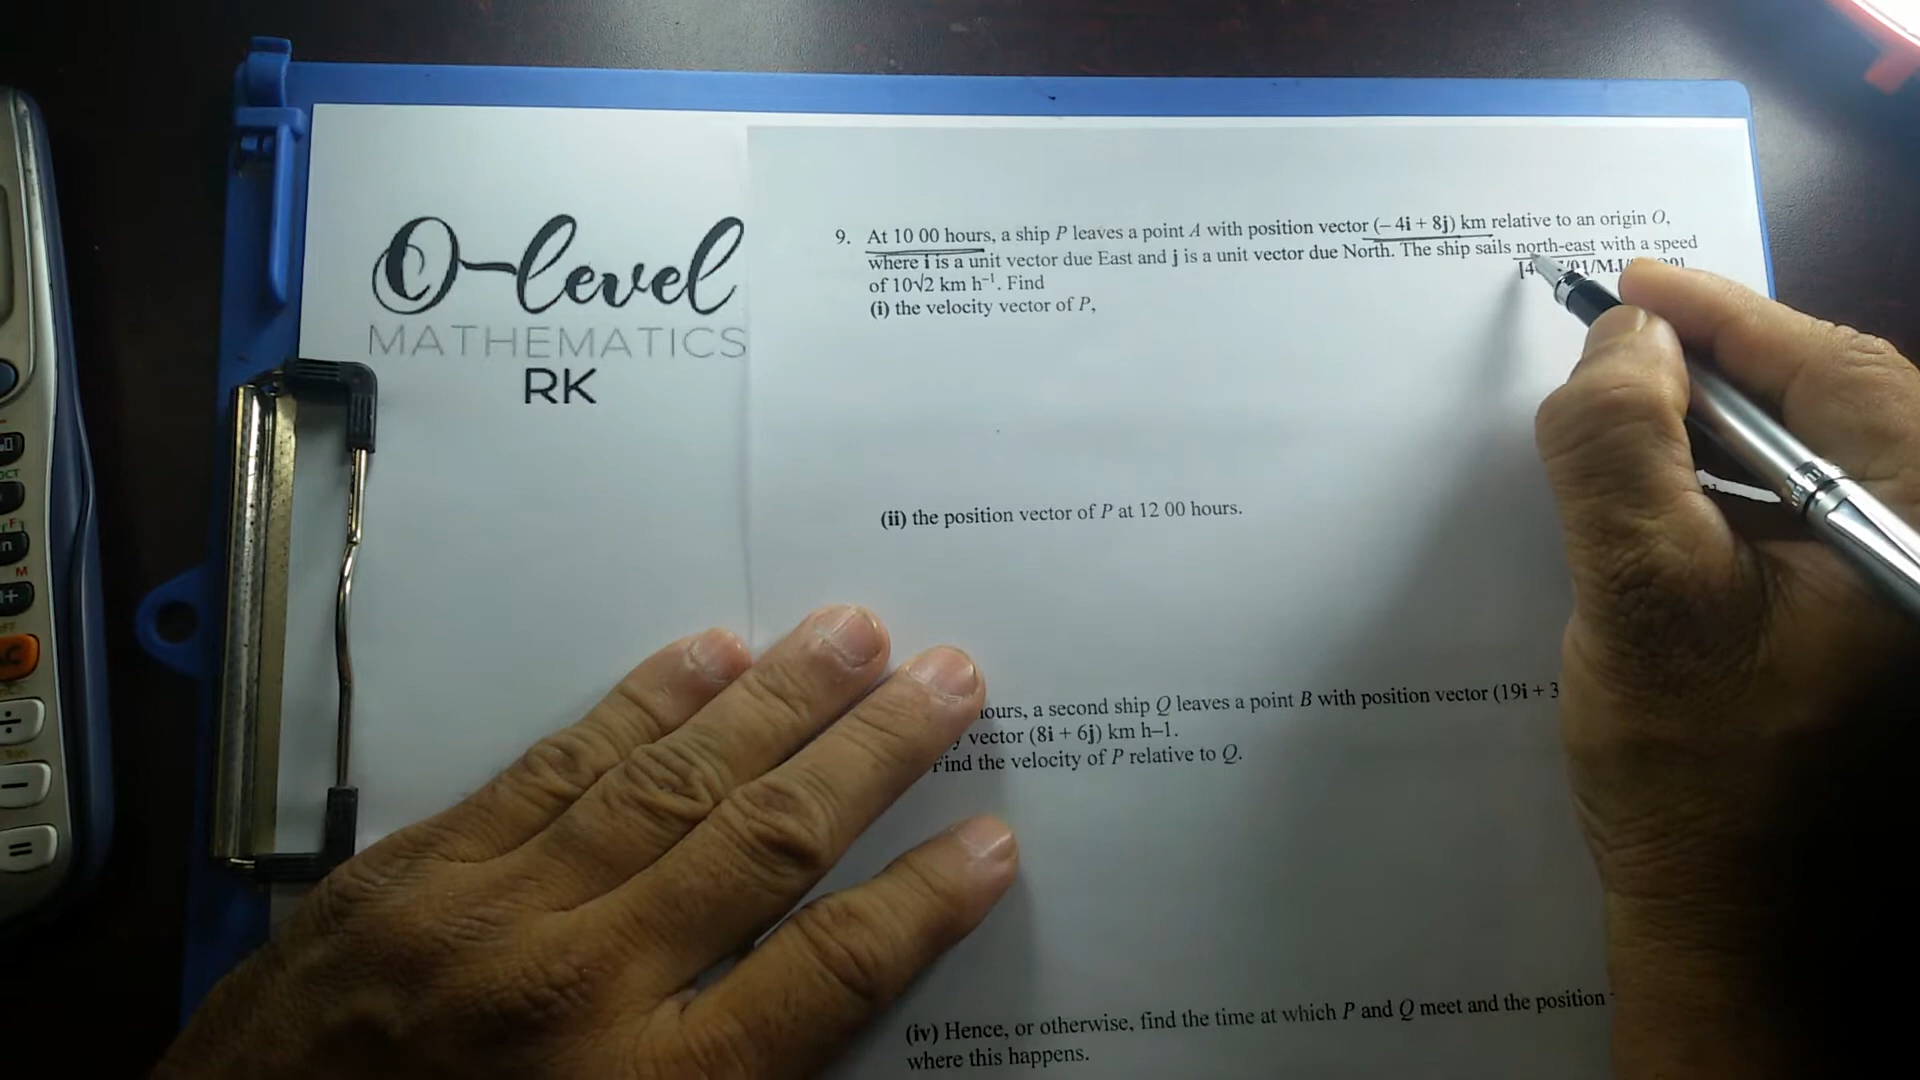 O-level
MATHEMATICS
RK
9. At 10 00 hours, a ship P leaves a point A with position vector (– 4i + 8j) km relative to an origin O,
where i is a unit vector due East and j is a unit vector due North. The ship sails north-east with a speed
of 10√2 km h⁻¹. Find
(i) the velocity vector of P,
(ii) the position vector of P at 12 00 hours.
hours, a second ship Q leaves a point B with position vector (19i + 3
vector (8i + 6j) km h–1.
Find the velocity of P relative to Q.
(iv) Hence, or otherwise, find the time at which P and Q meet and the position
where this happens.
÷
−
=